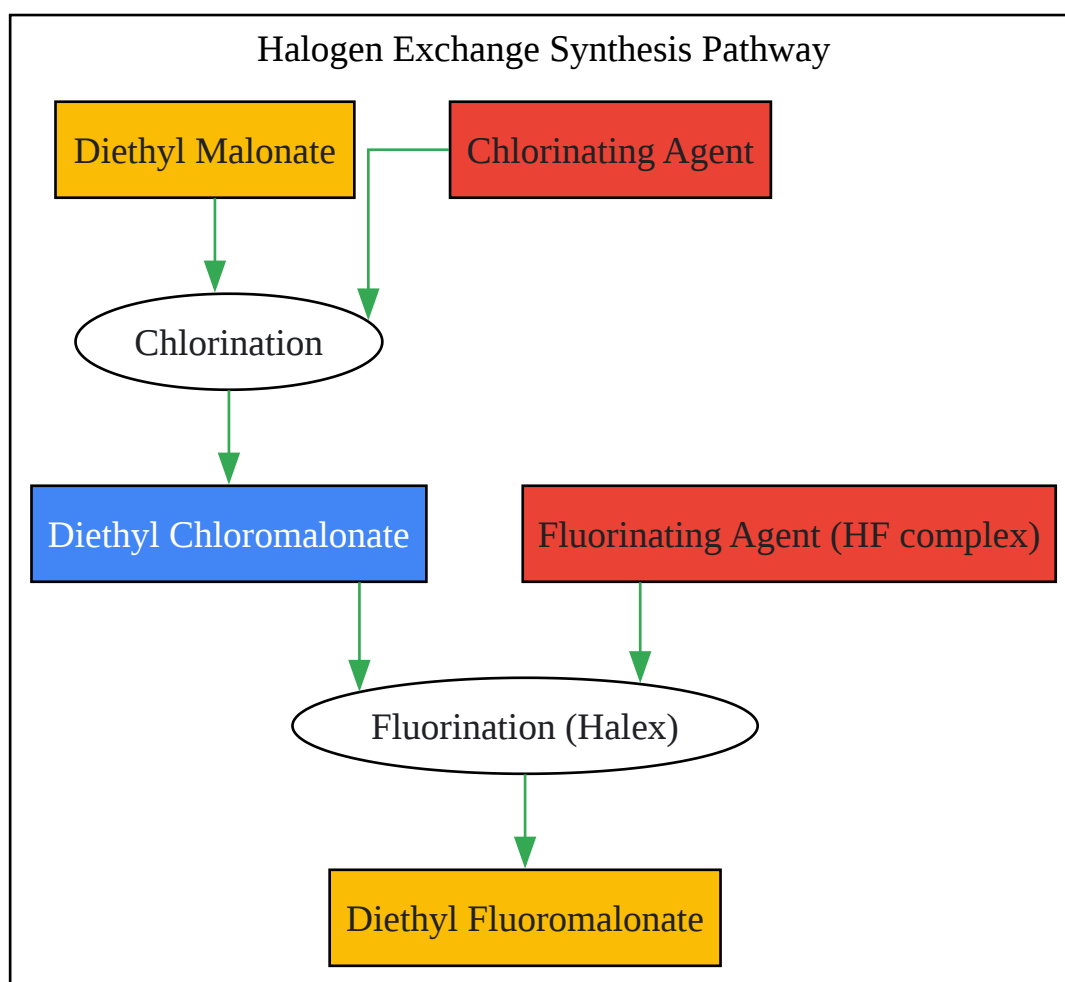 Halogen Exchange Synthesis Pathway
Diethyl Malonate
Chlorinating Agent
Chlorination
Diethyl Chloromalonate
Fluorinating Agent (HF complex)
Fluorination (Halex)
Diethyl Fluoromalonate